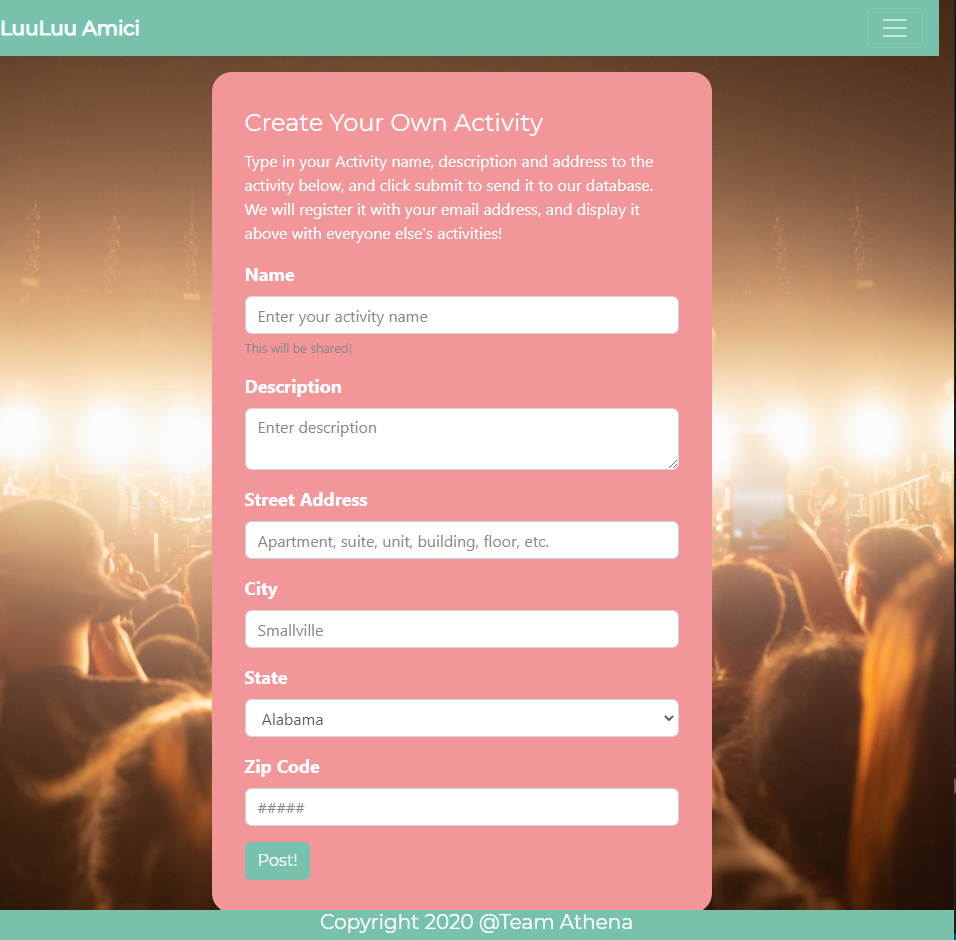 LuuLuu Amici
Create Your Own Activity
Type in your Activity name, description and address to the
activity below, and click submit to send it to our database.
We will register it with your email address, and display it
above with everyone else's activities!
Name
Enter your activity name
This will be shared!
Description
Enter description
Street Address
Apartment, suite, unit, building, floor, etc.
City
Smallville
State
Alabama
Zip Code
#####
Post!
Copyright 2020 @Team Athena